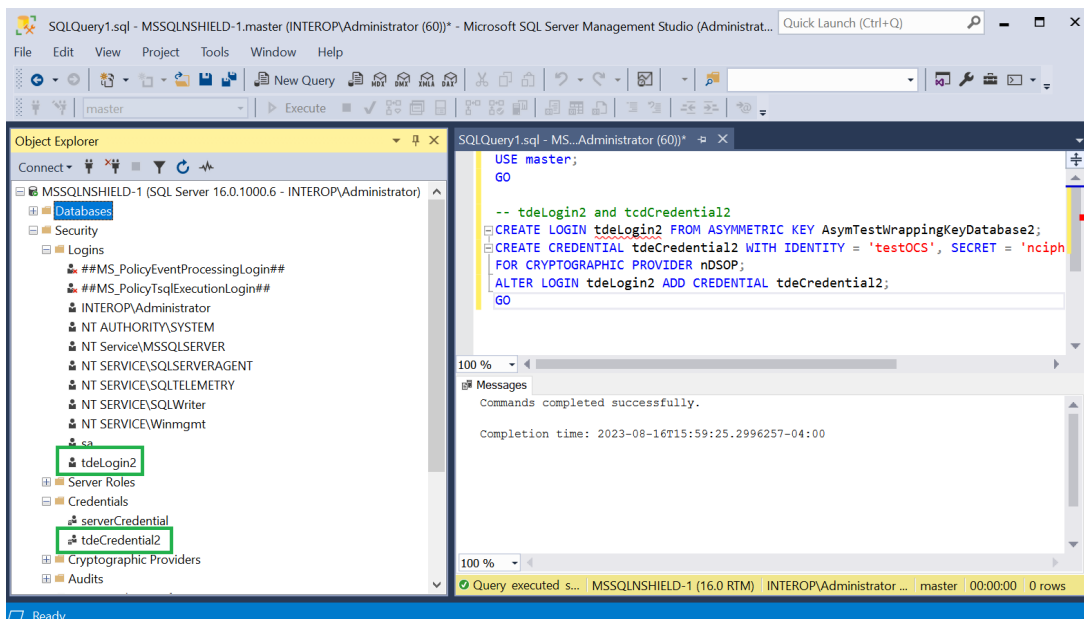 SQLQuery1.sql - MSSQLNSHIELD-1.master (INTEROP\Administrator (60))* - Microsoft SQL Server Management Studio (Administrat...
Quick Launch (Ctrl+Q)
File Edit View Project Tools Window Help
New Query MDX DMX XMLA DAX
master Execute
Object Explorer
Connect
MSSQLNSHIELD-1 (SQL Server 16.0.1000.6 - INTEROP\Administrator)
Databases
Security
Logins
##MS_PolicyEventProcessingLogin##
##MS_PolicyTsqlExecutionLogin##
INTEROP\Administrator
NT AUTHORITY\SYSTEM
NT Service\MSSQLSERVER
NT SERVICE\SQLSERVERAGENT
NT SERVICE\SQLTELEMETRY
NT SERVICE\SQLWriter
NT SERVICE\Winmgmt
sa
tdeLogin2
Server Roles
Credentials
serverCredential
tdeCredential2
Cryptographic Providers
Audits
SQLQuery1.sql - MS...Administrator (60))*
USE master;
GO
-- tdeLogin2 and tcdCredential2
CREATE LOGIN tdeLogin2 FROM ASYMMETRIC KEY AsymTestWrappingKeyDatabase2;
CREATE CREDENTIAL tdeCredential2 WITH IDENTITY = 'testOCS', SECRET = 'nciph
FOR CRYPTOGRAPHIC PROVIDER nDSOP;
ALTER LOGIN tdeLogin2 ADD CREDENTIAL tdeCredential2;
GO
100 %
Messages
Commands completed successfully.
Completion time: 2023-08-16T15:59:25.2996257-04:00
100 %
Query executed s... MSSQLNSHIELD-1 (16.0 RTM) INTEROP\Administrator ... master 00:00:00 0 rows
Ready